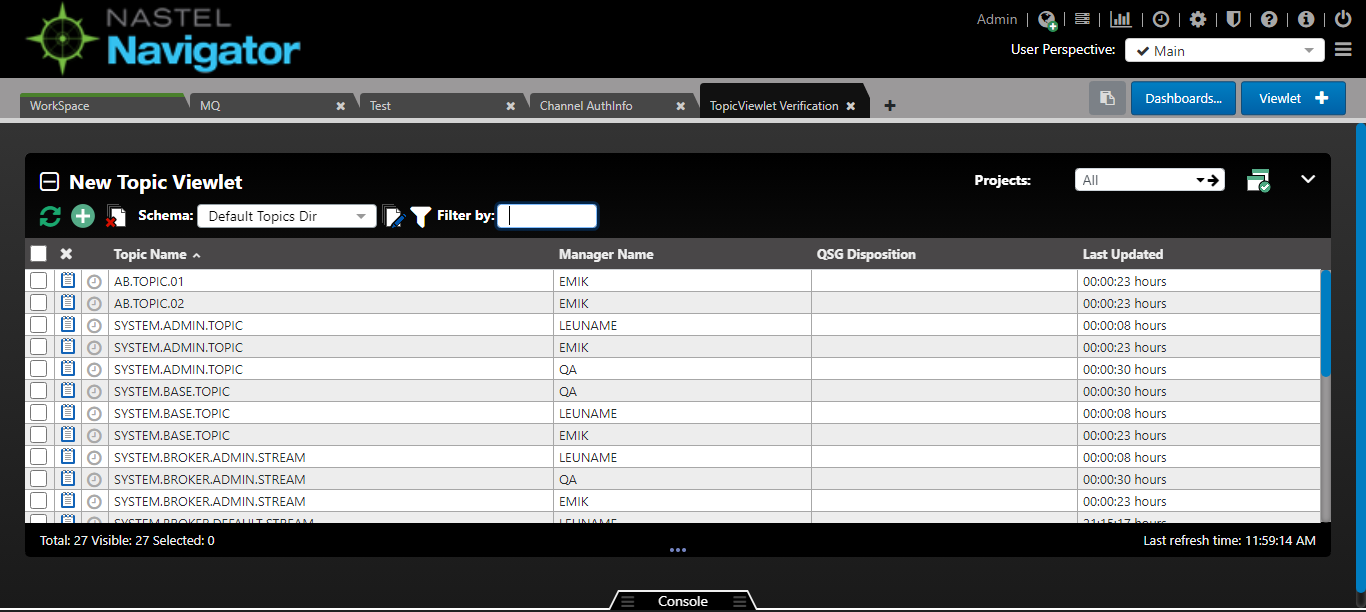 NASTEL
Navigator
Admin
User Perspective: Main
WorkSpace MQ Test Channel AuthInfo TopicViewlet Verification
Dashboards... Viewlet
New Topic Viewlet
Projects: All
Schema: Default Topics Dir Filter by:
Topic Name Manager Name QSG Disposition Last Updated
AB.TOPIC.01 EMIK 00:00:23 hours
AB.TOPIC.02 EMIK 00:00:23 hours
SYSTEM.ADMIN.TOPIC LEUNAME 00:00:08 hours
SYSTEM.ADMIN.TOPIC EMIK 00:00:23 hours
SYSTEM.ADMIN.TOPIC QA 00:00:30 hours
SYSTEM.BASE.TOPIC QA 00:00:30 hours
SYSTEM.BASE.TOPIC LEUNAME 00:00:08 hours
SYSTEM.BASE.TOPIC EMIK 00:00:23 hours
SYSTEM.BROKER.ADMIN.STREAM LEUNAME 00:00:08 hours
SYSTEM.BROKER.ADMIN.STREAM QA 00:00:30 hours
SYSTEM.BROKER.ADMIN.STREAM EMIK 00:00:23 hours
SYSTEM.BROKER.DEFAULT.STREAM LEUNAME 21:15:17 hours
Total: 27 Visible: 27 Selected: 0
Last refresh time: 11:59:14 AM
Console